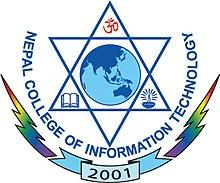 ॐ
NEPAL COLLEGE OF INFORMATION TECHNOLOGY
2001